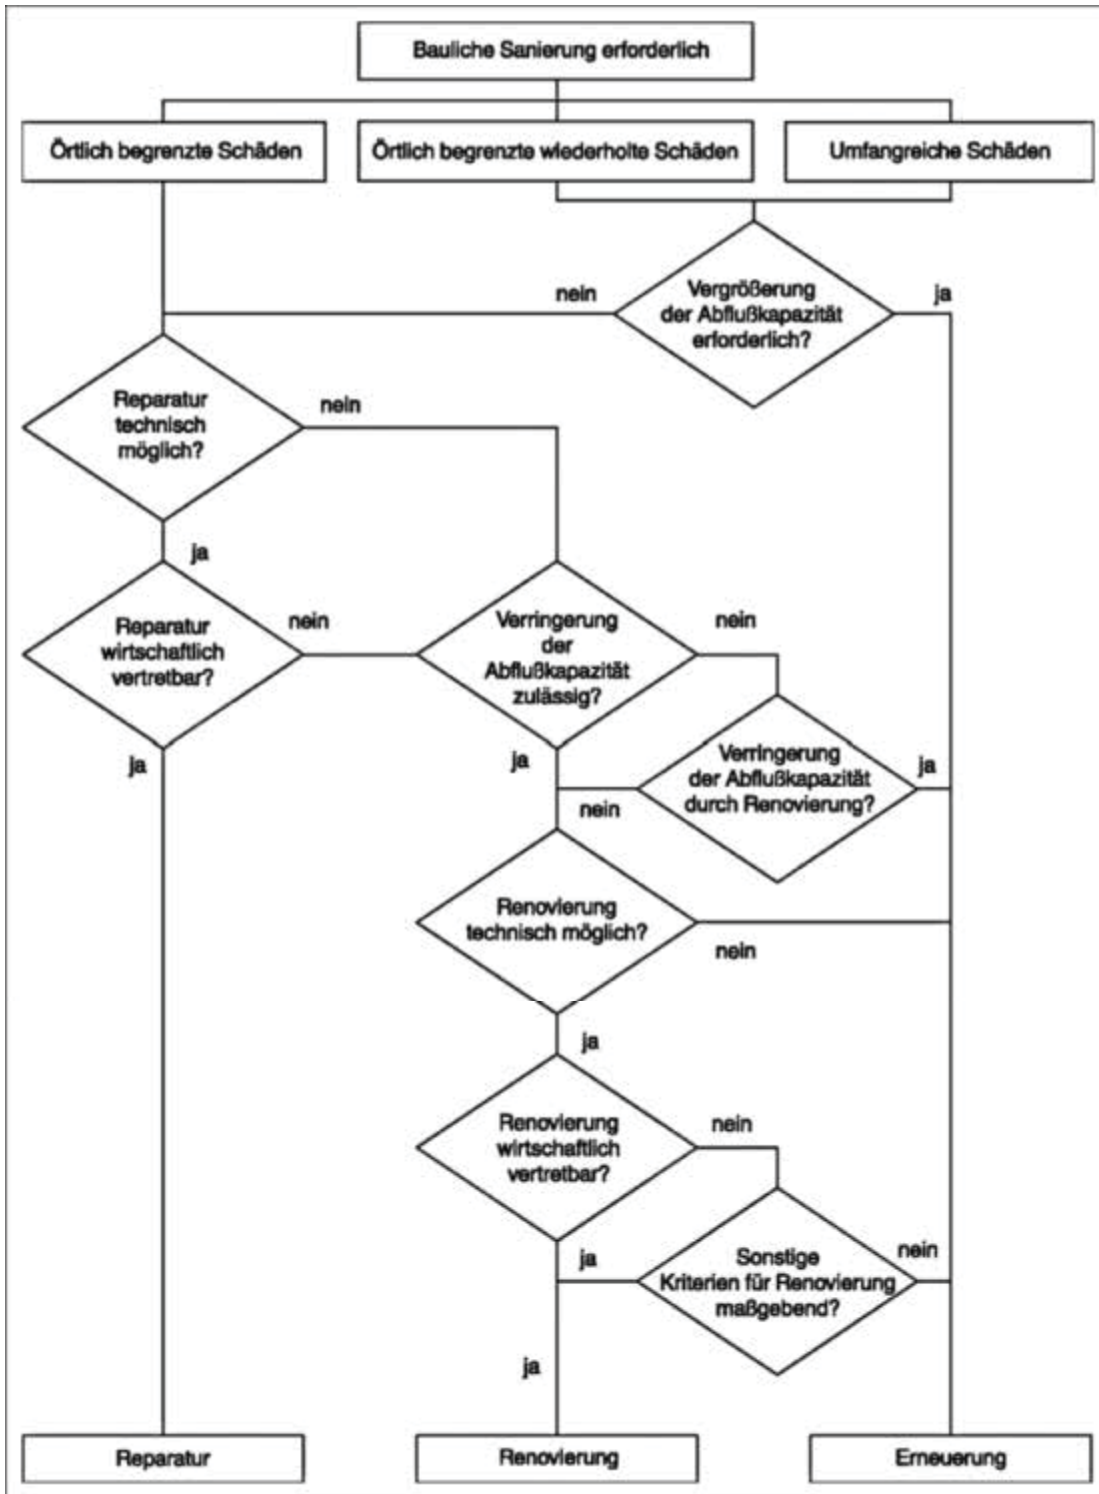 Bauliche Sanierung erforderlich
Örtlich begrenzte Schäden
Örtlich begrenzte wiederholte Schäden
Umfangreiche Schäden
nein
Vergrößerung
der Abflußkapazität
erforderlich?
ja
Reparatur
technisch
möglich?
nein
ja
Reparatur
wirtschaftlich
vertretbar?
nein
Verringerung
der
Abflußkapazität
zulässig?
nein
ja
ja
Verringerung
der Abflußkapazität
durch Renovierung?
ja
nein
Renovierung
technisch möglich?
nein
ja
Renovierung
wirtschaftlich
vertretbar?
nein
ja
Sonstige
Kriterien für Renovierung
maßgebend?
nein
ja
Reparatur
Renovierung
Erneuerung